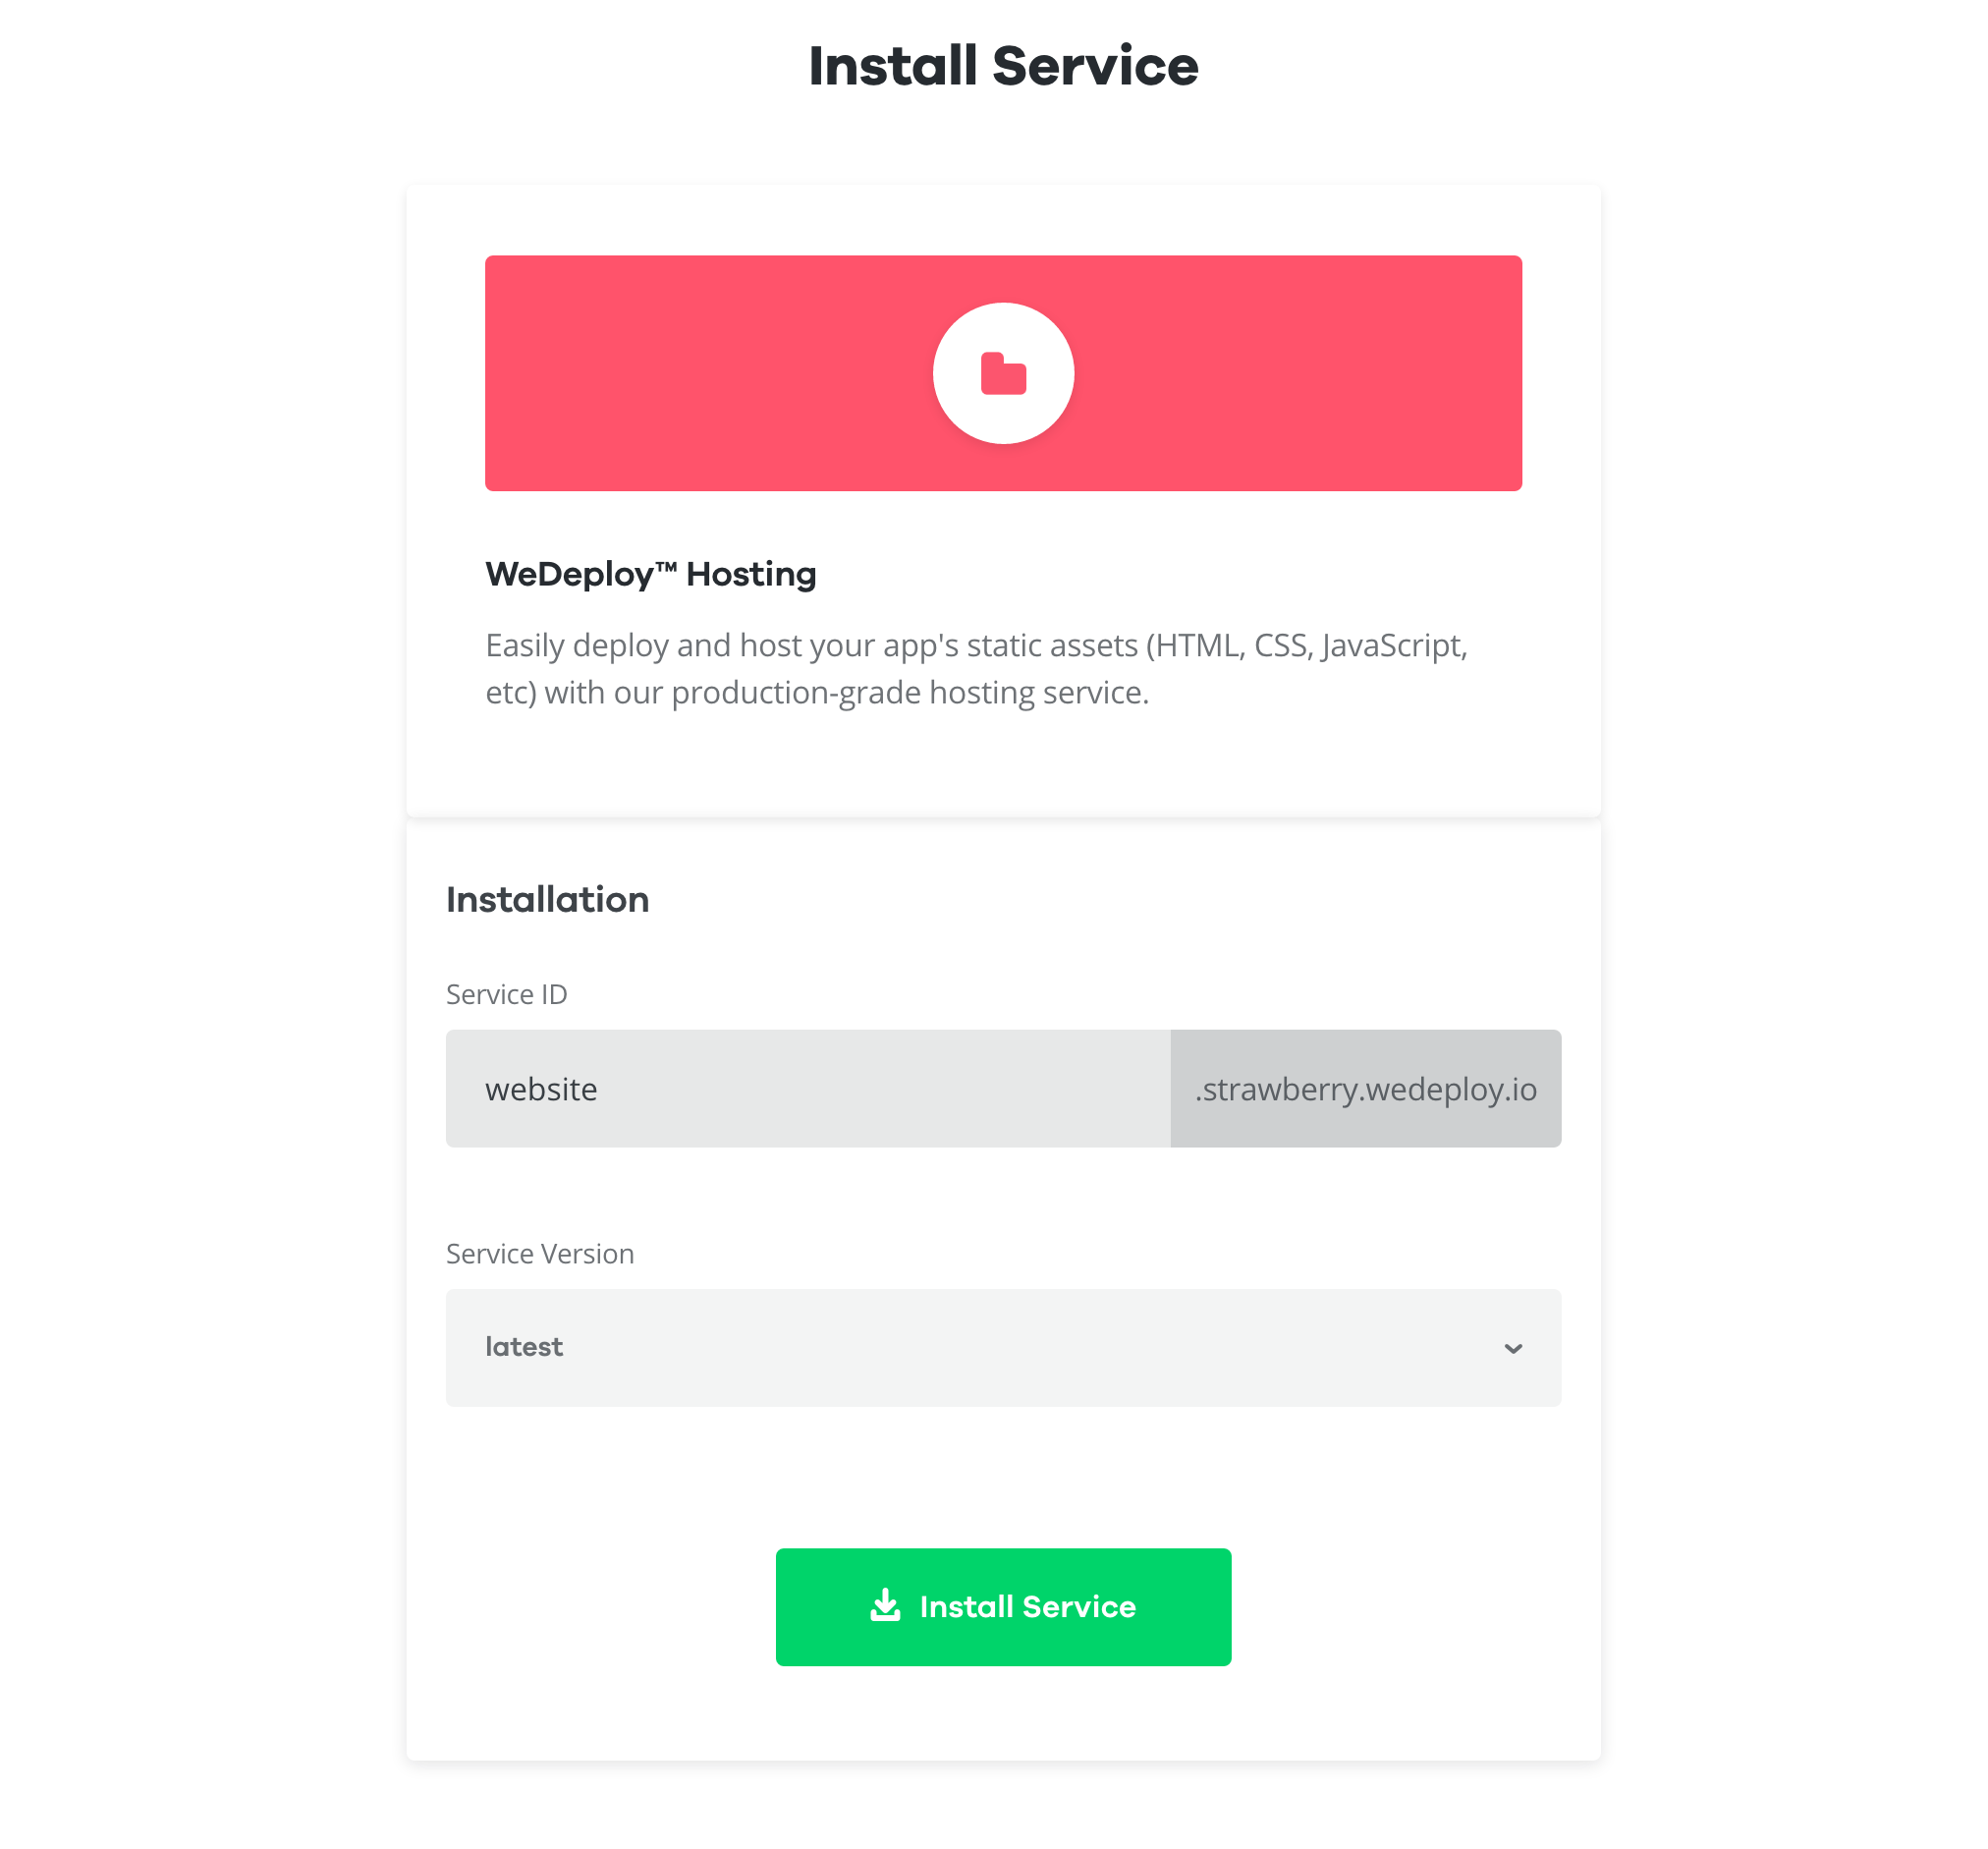 Install Service
WeDeploy™ Hosting
Easily deploy and host your app's static assets (HTML, CSS, JavaScript,
etc) with our production-grade hosting service.
Installation
Service ID
website .strawberry.wedeploy.io
Service Version
latest
Install Service